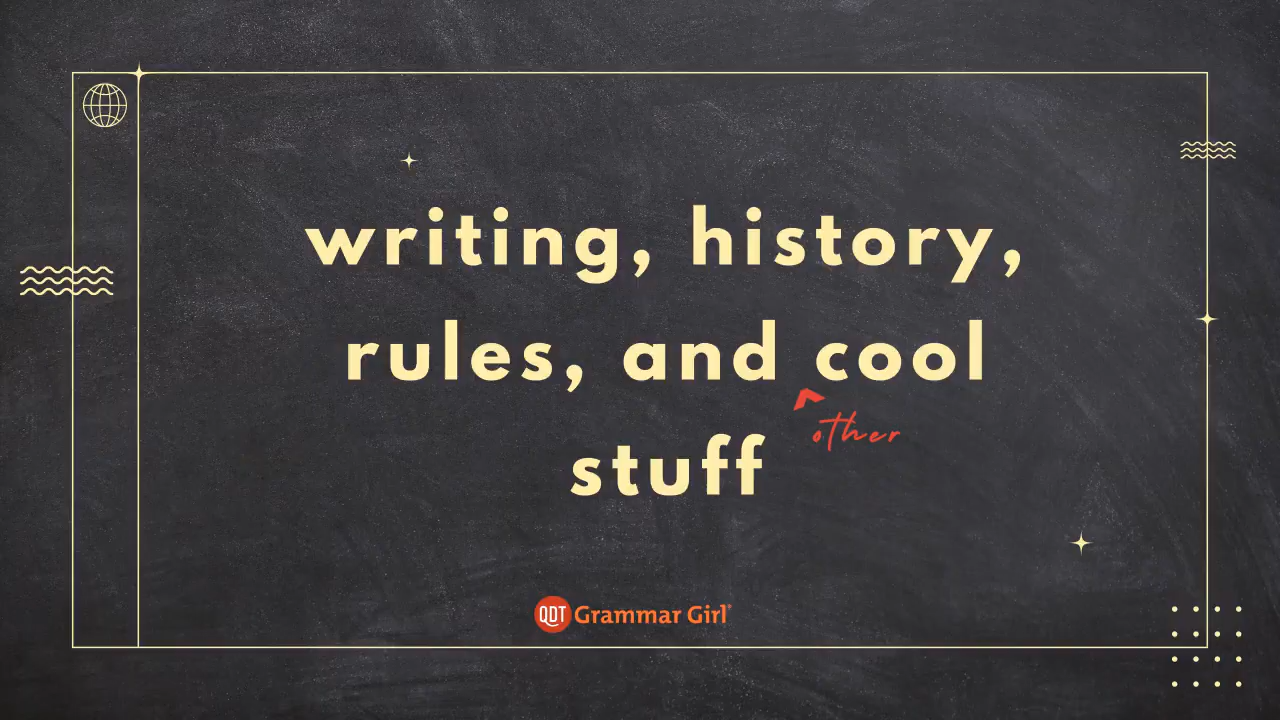 writing, history,
rules, and cool
other
stuff
QDT Grammar Girl®